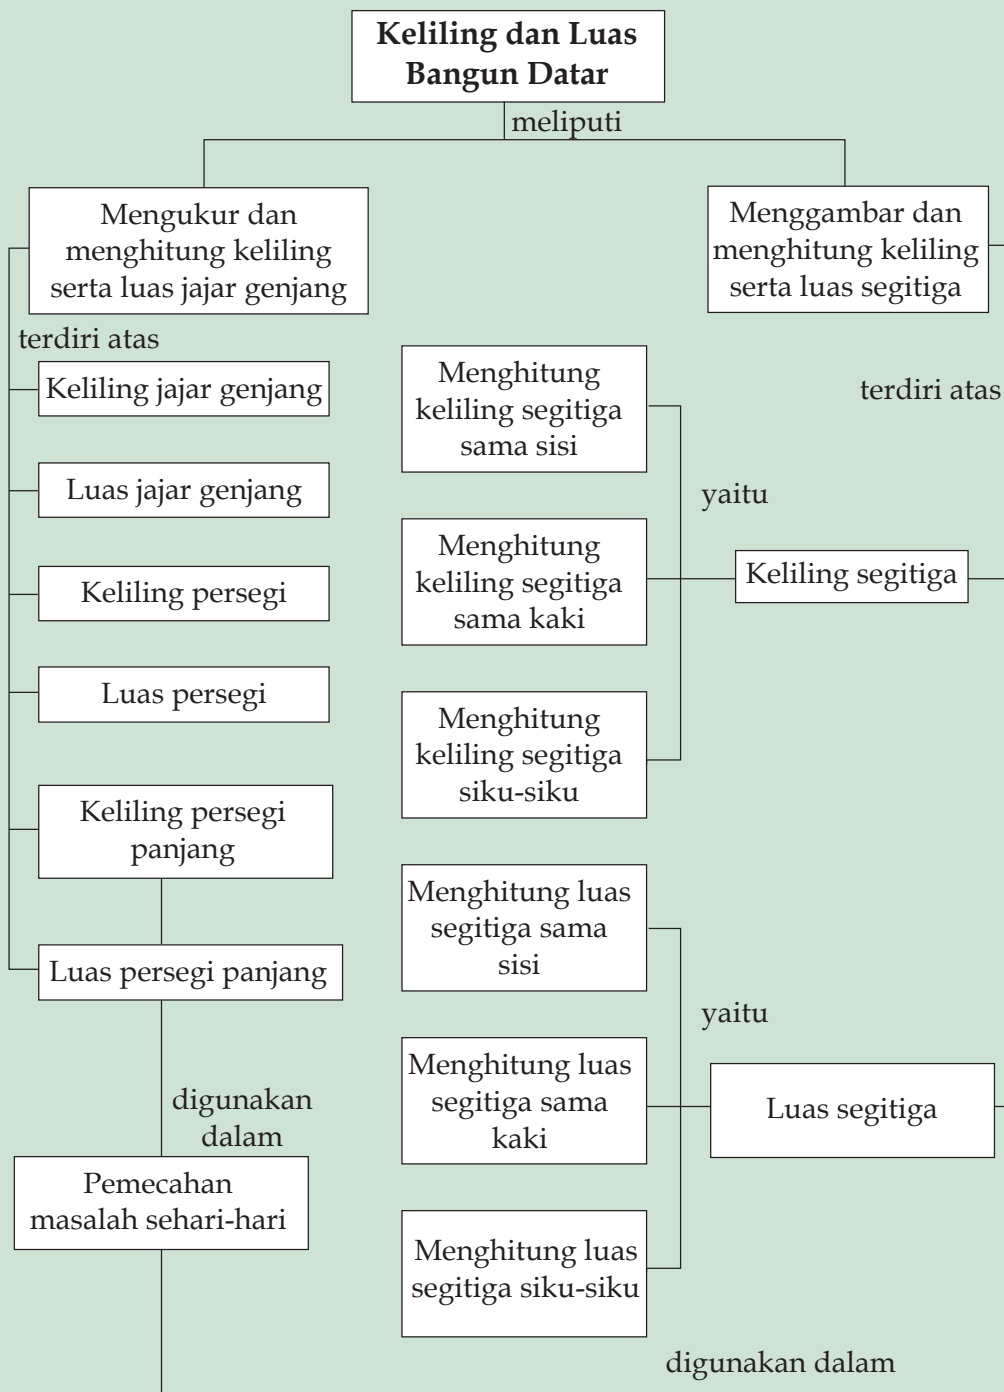 Keliling dan Luas
Bangun Datar
meliputi
Mengukur dan
menghitung keliling
serta luas jajar genjang
terdiri atas
Keliling jajar genjang
Luas jajar genjang
Keliling persegi
Luas persegi
Keliling persegi
panjang
Luas persegi panjang
digunakan
dalam
Pemecahan
masalah sehari-hari
Menggambar dan
menghitung keliling
serta luas segitiga
terdiri atas
Keliling segitiga
yaitu
Menghitung
keliling segitiga
sama sisi
Menghitung
keliling segitiga
sama kaki
Menghitung
keliling segitiga
siku-siku
Luas segitiga
yaitu
Menghitung luas
segitiga sama
sisi
Menghitung luas
segitiga sama
kaki
Menghitung luas
segitiga siku-siku
digunakan dalam